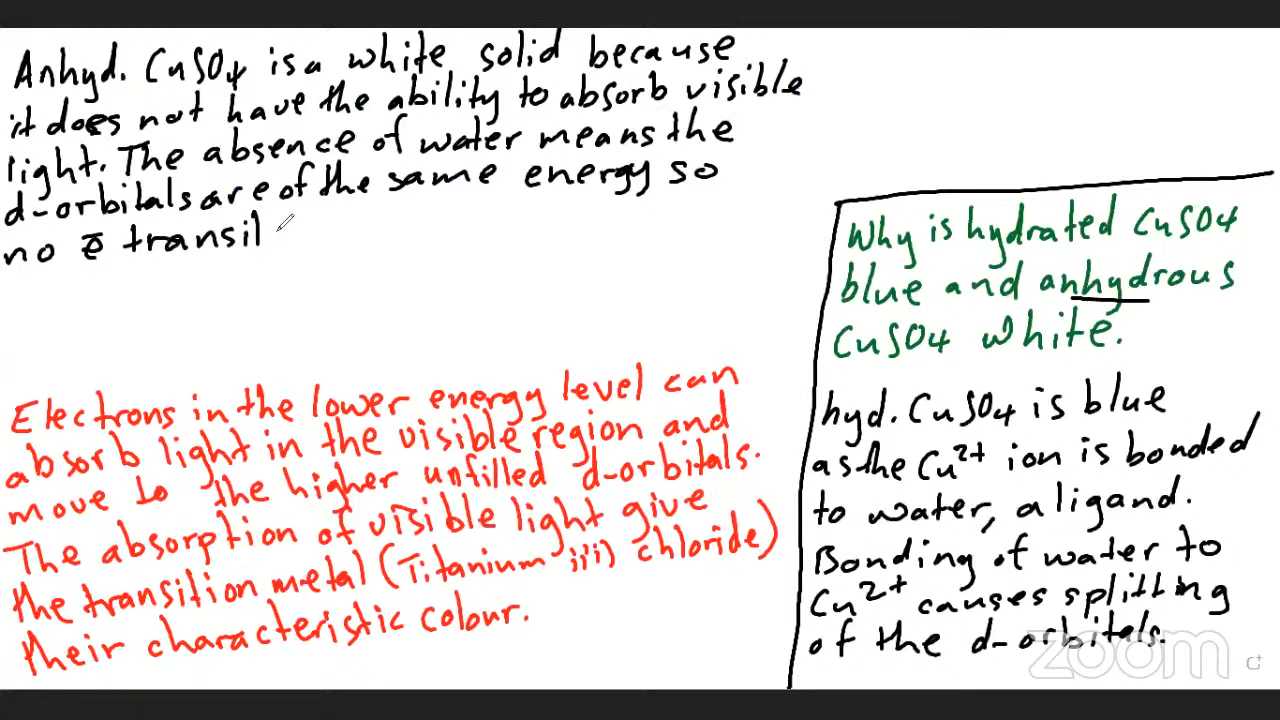 Anhyd. CuSO4 is a white solid because
it does not have the ability to absorb visible
light. The absence of water means the
d-orbitals are of the same energy so
no ē transil
Electrons in the lower energy level can
absorb light in the visible region and
move to the higher unfilled d-orbitals.
The absorption of visible light give
the transition metal (Titanium iii) chloride)
their characteristic colour.
Why is hydrated CuSO4
blue and anhydrous
CuSO4 white.
hyd. CuSO4 is blue
as the Cu2+ ion is bonded
to water, a ligand.
Bonding of water to
Cu2+ causes splitting
of the d-orbitals.
zoom